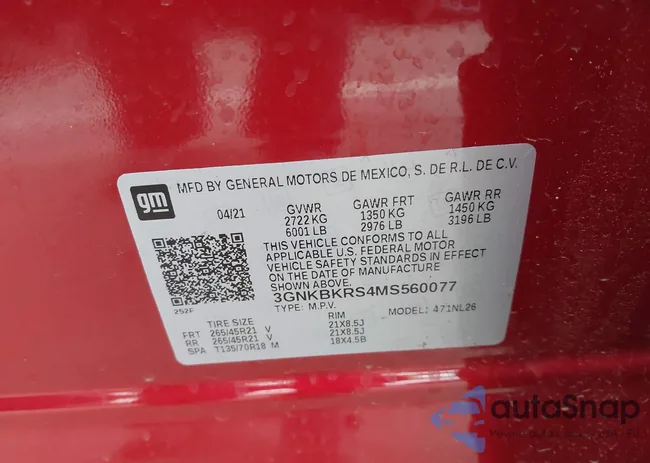 gm MFD BY GENERAL MOTORS DE MEXICO, S. DE R.L. DE C.V.
04/21 GVWR GAWR FRT GAWR RR
2722 KG 1350 KG 1450 KG
6001 LB 2976 LB 3196 LB
THIS VEHICLE CONFORMS TO ALL
APPLICABLE U.S. FEDERAL MOTOR
VEHICLE SAFETY STANDARDS IN EFFECT
ON THE DATE OF MANUFACTURE
SHOWN ABOVE.
3GNKBKRS4MS560077
252F TYPE: M.P.V. MODEL: 471NL26
TIRE SIZE RIM
FRT 265/45R21 V 21X8.5J
RR 265/45R21 V 21X8.5J
SPA T135/70R18 M 18X4.5B
autoSnap